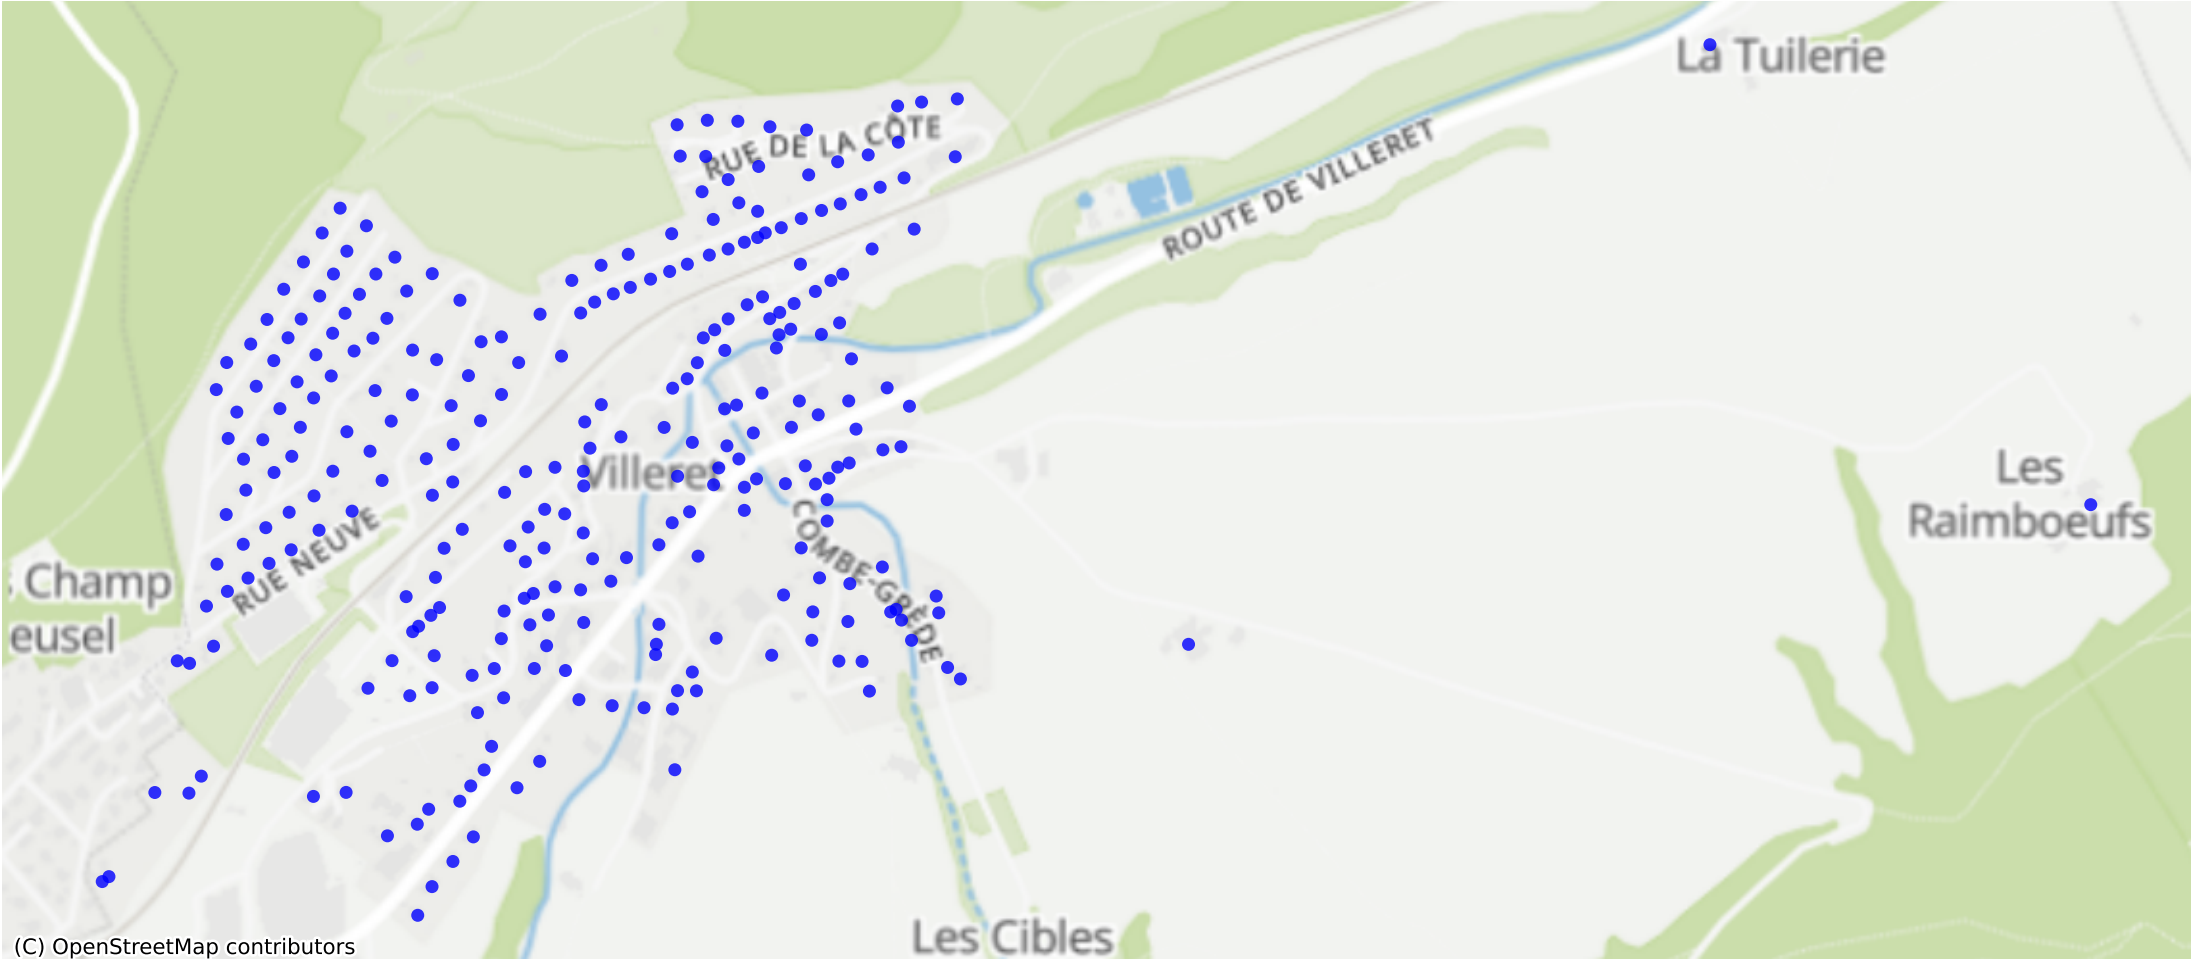 La Tuilerie
RUE DE LA CÔTE
ROUTE DE VILLERET
Villeret
Les
Raimboeufs
COMBE-GRÈDE
RUE NEUVE
Champ
eusel
Les Cibles
(C) OpenStreetMap contributors